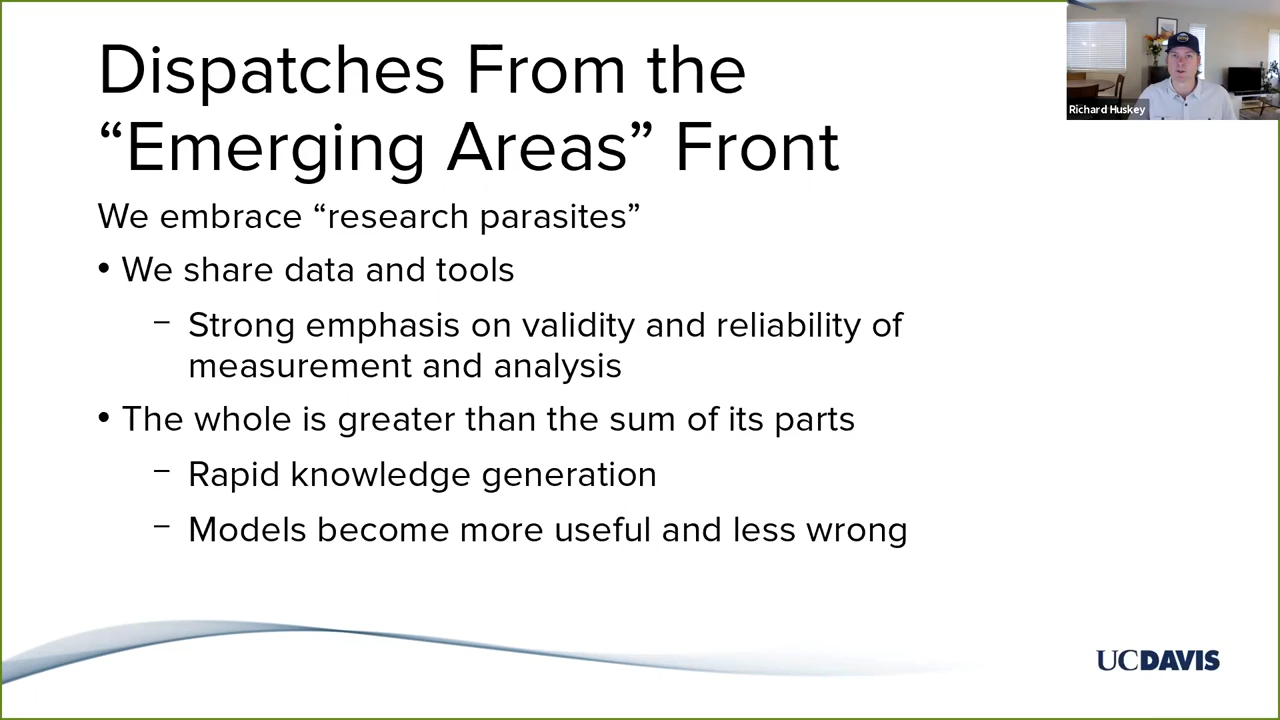 Dispatches From the
“Emerging Areas” Front
We embrace “research parasites”
• We share data and tools
– Strong emphasis on validity and reliability of
measurement and analysis
• The whole is greater than the sum of its parts
– Rapid knowledge generation
– Models become more useful and less wrong
Richard Huskey
UCDAVIS